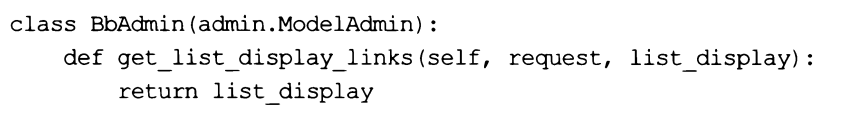 class BbAdmin(admin.ModelAdmin):
    def get_list_display_links(self, request, list_display):
        return list_display